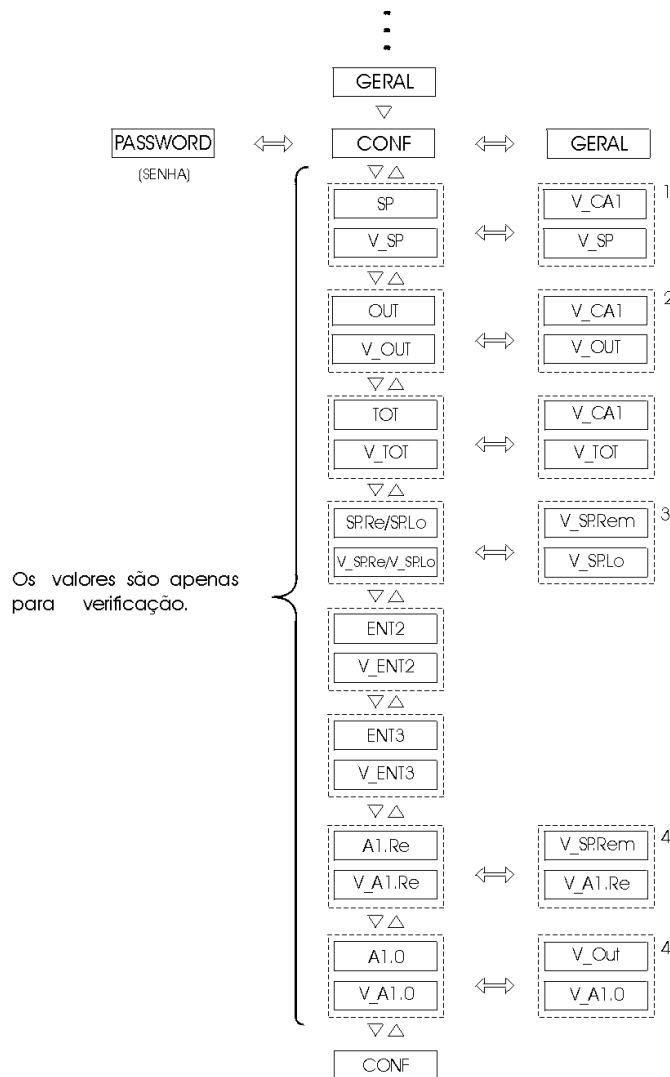 GERAL
PASSWORD
CONF
GERAL
(SENHA)
SP
V_CA1
1
V_SP
V_SP
OUT
V_CA1
2
V_OUT
V_OUT
TOT
V_CA1
V_TOT
V_TOT
SP.Re/SP.Lo
V_SP.Rem
3
V_SP.Re/V_SP.Lo
V_SP.Lo
Os valores são apenas
para verificação.
ENT2
V_ENT2
ENT3
V_ENT3
A1.Re
V_SP.Rem
4
V_A1.Re
V_A1.Re
A1.0
V_Out
4
V_A1.0
V_A1.0
CONF